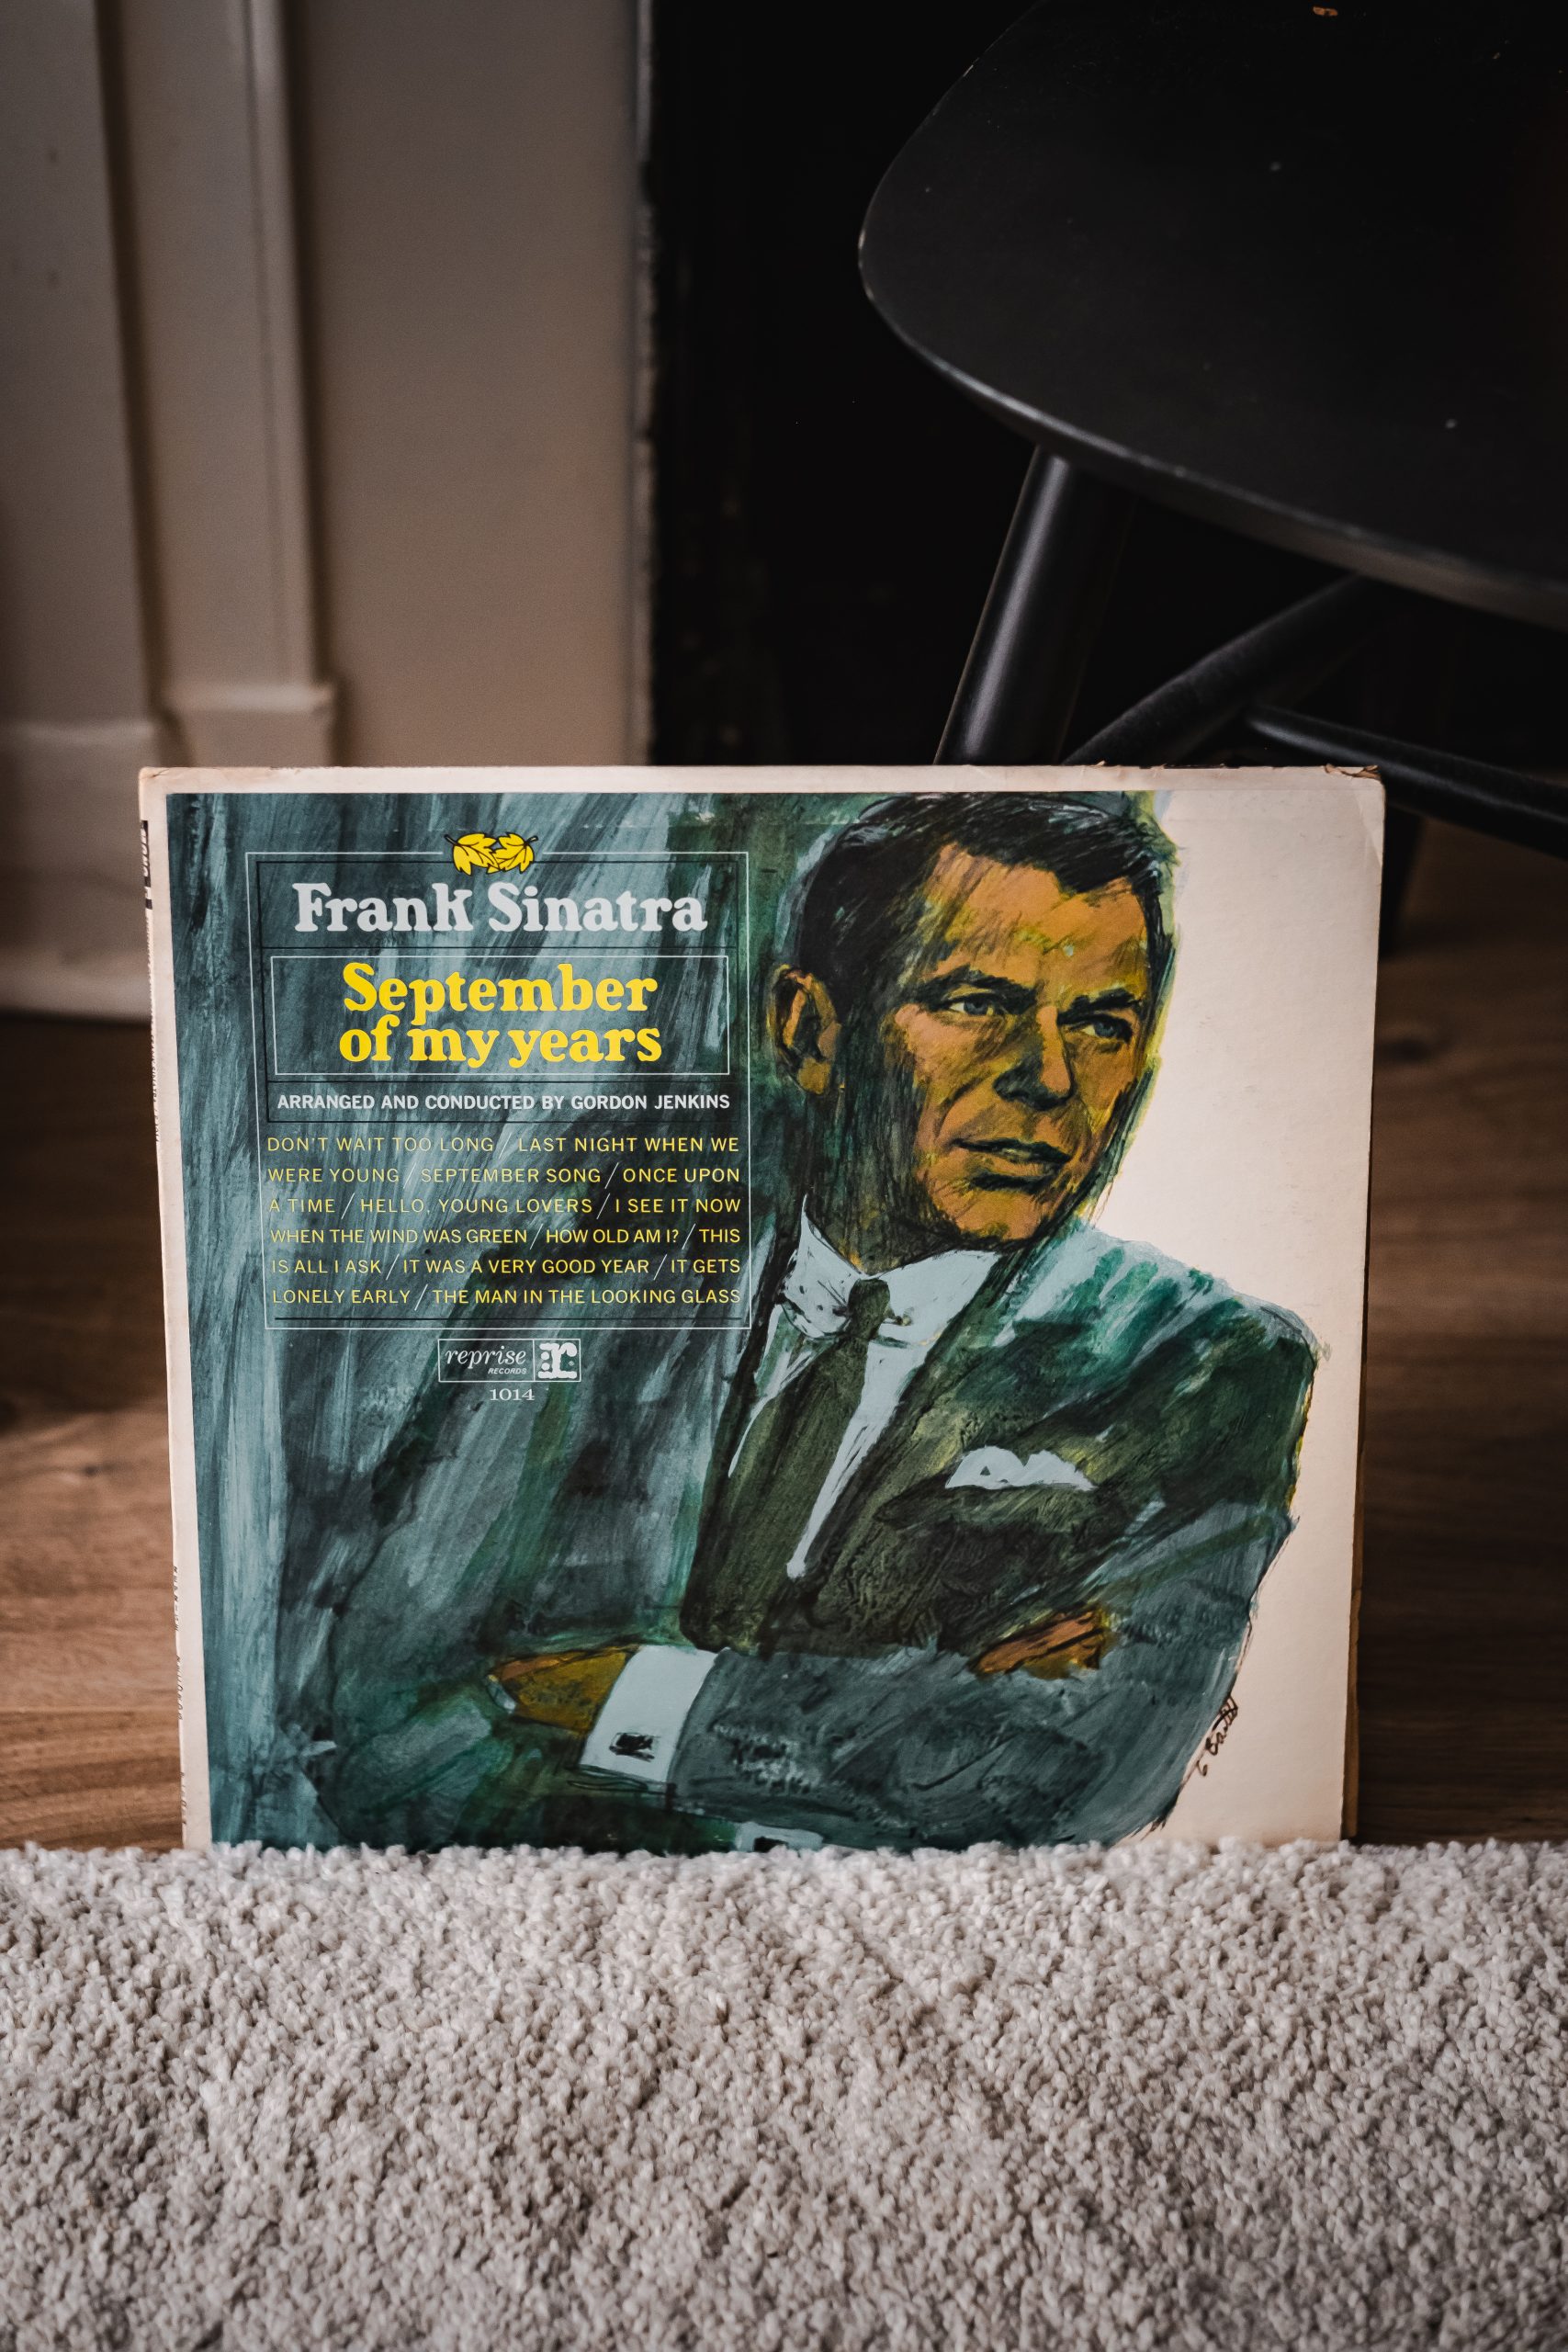 Frank Sinatra
September
of my years
ARRANGED AND CONDUCTED BY GORDON JENKINS
DON'T WAIT TOO LONG / LAST NIGHT WHEN WE
WERE YOUNG / SEPTEMBER SONG / ONCE UPON
A TIME / HELLO, YOUNG LOVERS / I SEE IT NOW
WHEN THE WIND WAS GREEN / HOW OLD AM I? / THIS
IS ALL I ASK / IT WAS A VERY GOOD YEAR / IT GETS
LONELY EARLY / THE MAN IN THE LOOKING GLASS
reprise r
RECORDS
1014